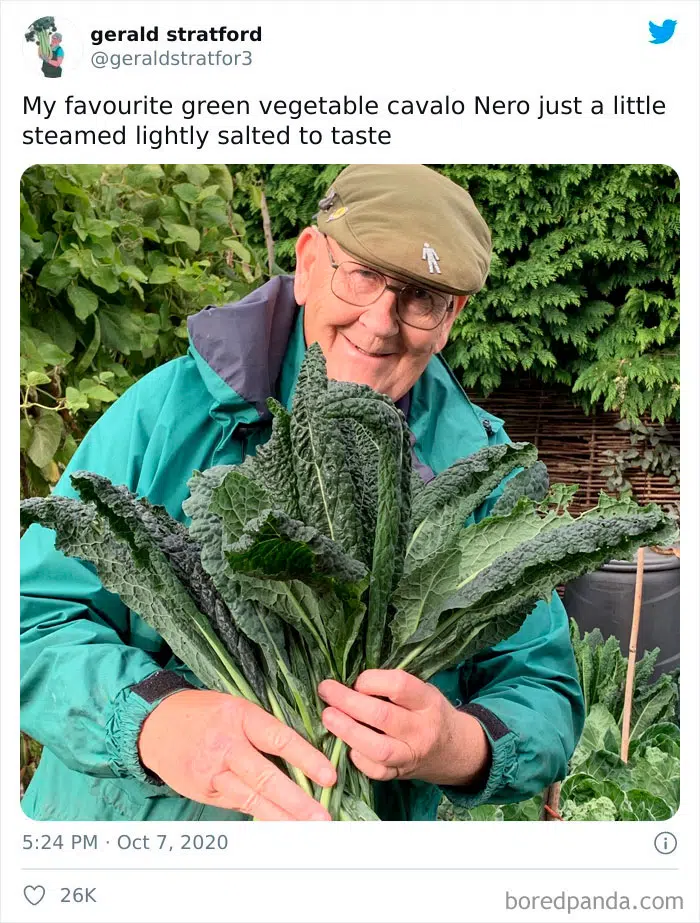 gerald stratford
@geraldstratfor3
My favourite green vegetable cavalo Nero just a little
steamed lightly salted to taste
5:24 PM · Oct 7, 2020
26K
boredpanda.com